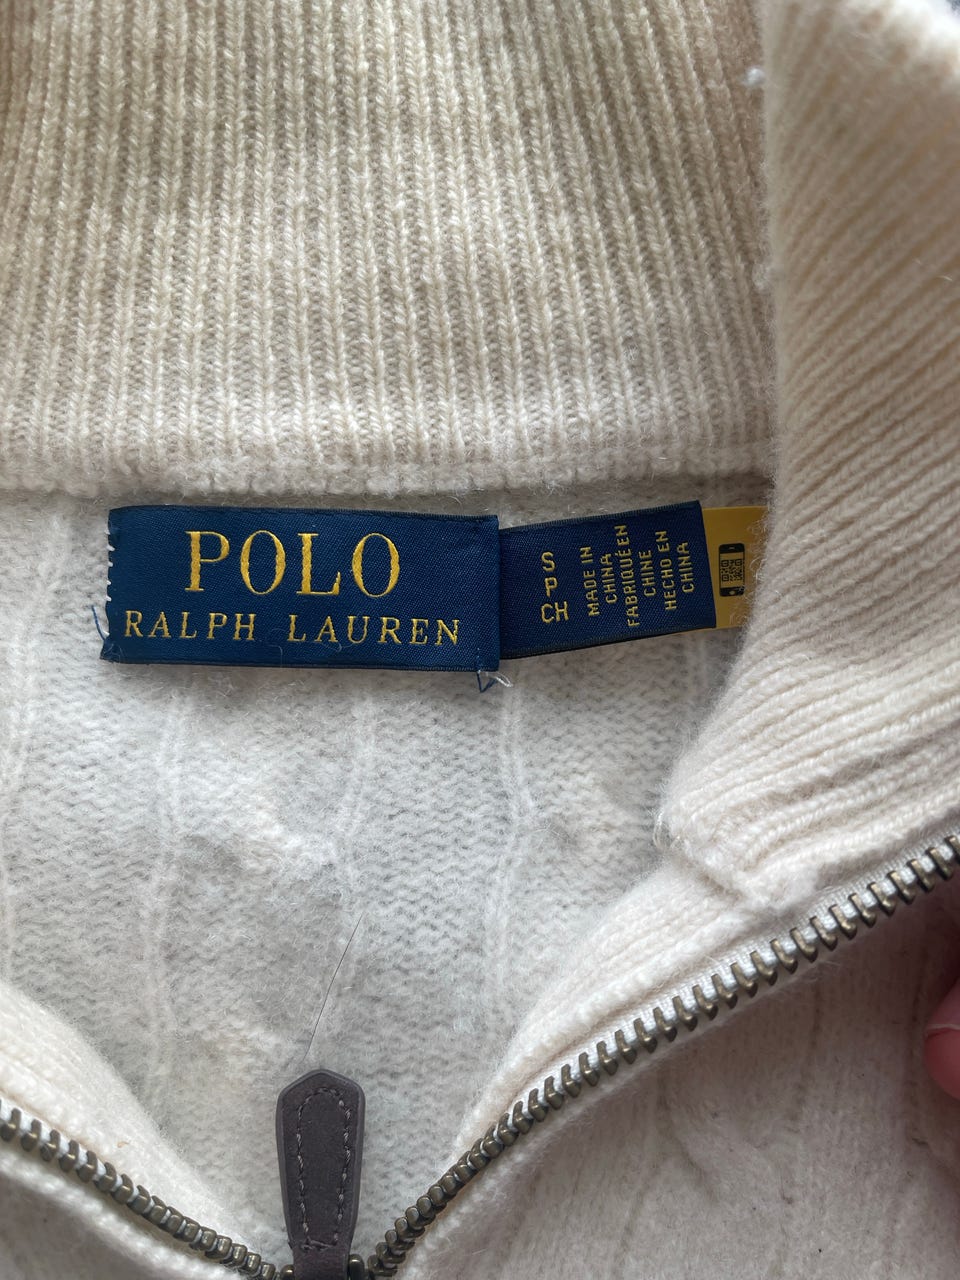 POLO
RALPH LAUREN
S
P
CH
MADE IN
CHINA
FABRIQUÉ EN
CHINE
HECHO EN
CHINA